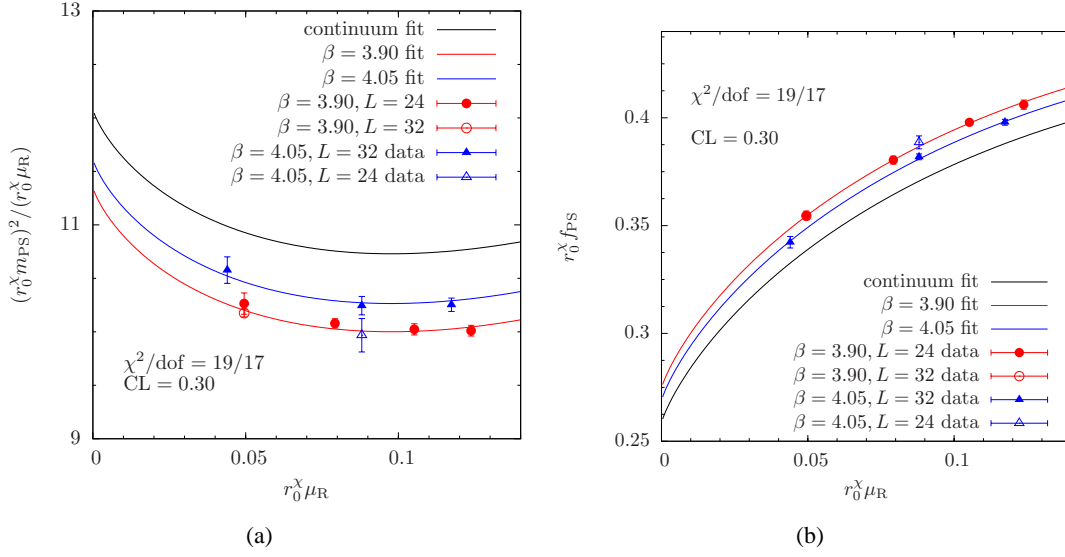 13
continuum fit
β = 3.90 fit
β = 4.05 fit
β = 3.90, L = 24
β = 3.90, L = 32
β = 4.05, L = 32 data
β = 4.05, L = 24 data
11
(r₀^χ m_PS)²/(r₀^χ μ_R)
χ²/dof = 19/17
CL = 0.30
9
0 0.05 0.1
r₀^χ μ_R
(a)
χ²/dof = 19/17
0.4
CL = 0.30
0.35
r₀^χ f_PS
continuum fit
0.3
β = 3.90 fit
β = 4.05 fit
β = 3.90, L = 24 data
β = 3.90, L = 32 data
β = 4.05, L = 32 data
β = 4.05, L = 24 data
0.25
0 0.05 0.1
r₀^χ μ_R
(b)